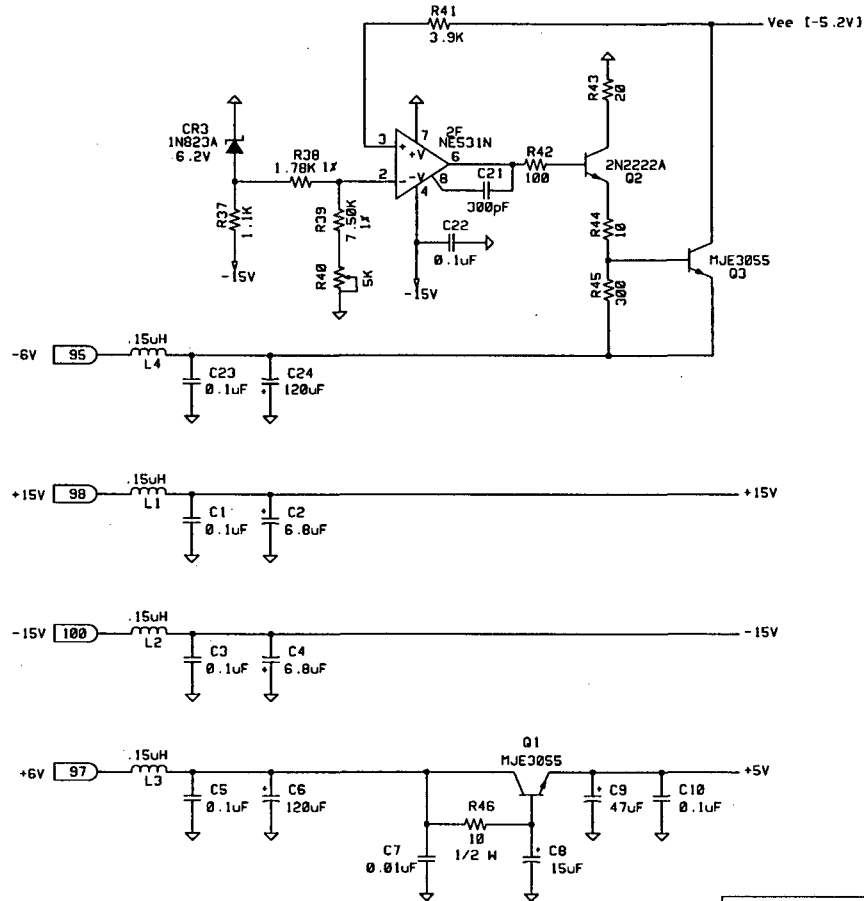 R41
3.9K
Vee [-5.2V]
R43
20
CR3
1N823A
6.2V
R38
1.78K 1%
3
2
7
2F
NE531N
+
+V
-
-V
6
8
4
R42
100
C21
300pF
2N2222A
Q2
R37
1.1K
-15V
R39
7.50K
1%
R40
5K
C22
0.1uF
-15V
R44
10
R45
300
MJE3055
Q3
-6V
95
.15uH
L4
C23
0.1uF
+
C24
120uF
+15V
98
.15uH
L1
C1
0.1uF
+
C2
6.8uF
+15V
-15V
100
.15uH
L2
C3
0.1uF
+
C4
6.8uF
-15V
+6V
97
.15uH
L3
C5
0.1uF
+
C6
120uF
Q1
MJE3055
R46
10
1/2 W
C7
0.01uF
+
C8
15uF
+
C9
47uF
C10
0.1uF
+5V